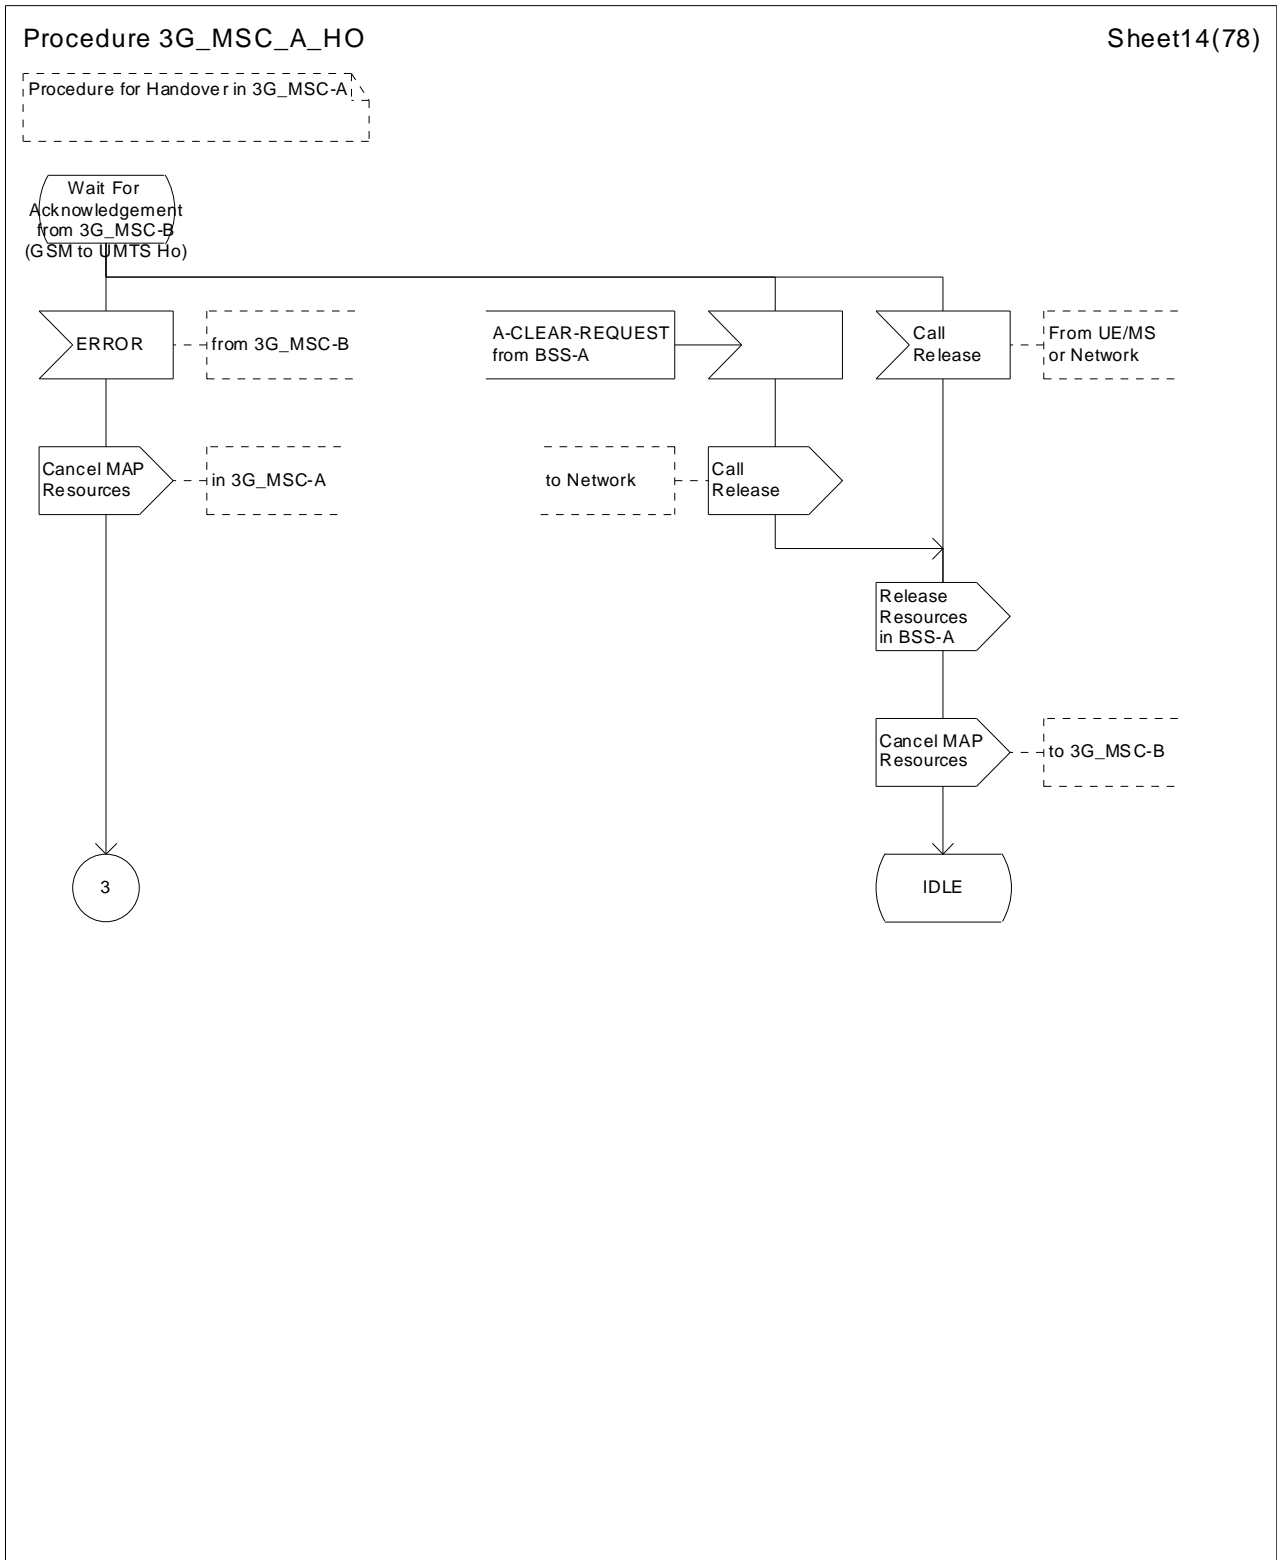 Procedure 3G_MSC_A_HO
Sheet14(78)
Procedure for Handover in 3G_MSC-A
Wait For
Acknowledgement
from 3G_MSC-B
(GSM to UMTS Ho)
ERROR
from 3G_MSC-B
A-CLEAR-REQUEST
from BSS-A
Call
Release
From UE/MS
or Network
Cancel MAP
Resources
in 3G_MSC-A
to Network
Call
Release
Release
Resources
in BSS-A
Cancel MAP
Resources
to 3G_MSC-B
3
IDLE